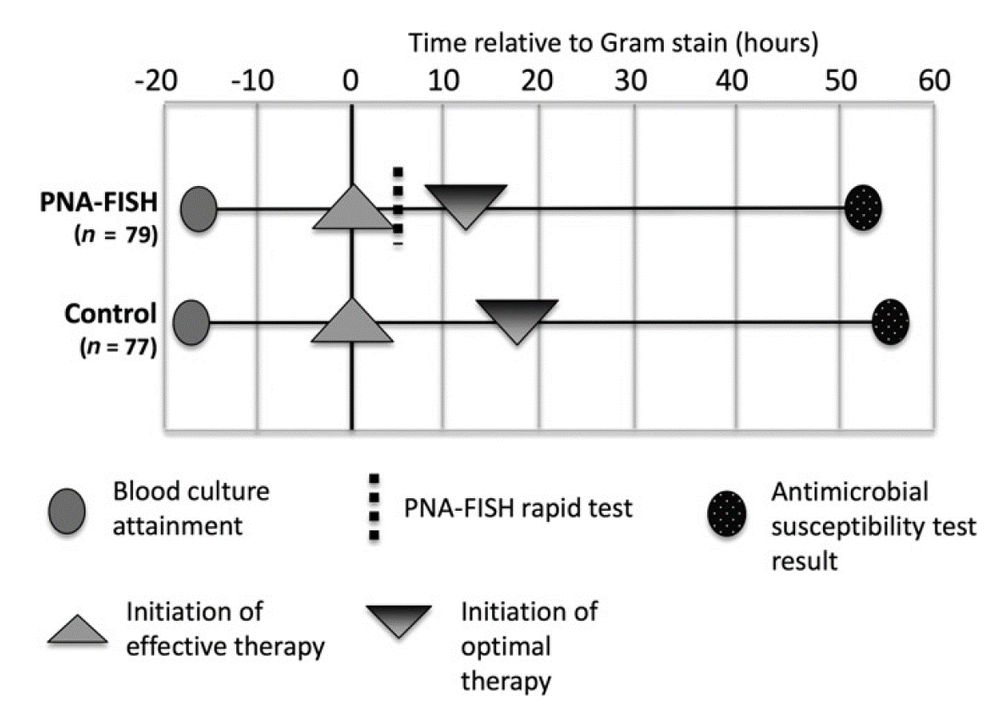 Time relative to Gram stain (hours)
-20 -10 0 10 20 30 40 50 60
PNA-FISH
(n = 79)
Control
(n = 77)
Blood culture
attainment
PNA-FISH rapid test
Antimicrobial
susceptibility test
result
Initiation of
effective therapy
Initiation of
optimal
therapy